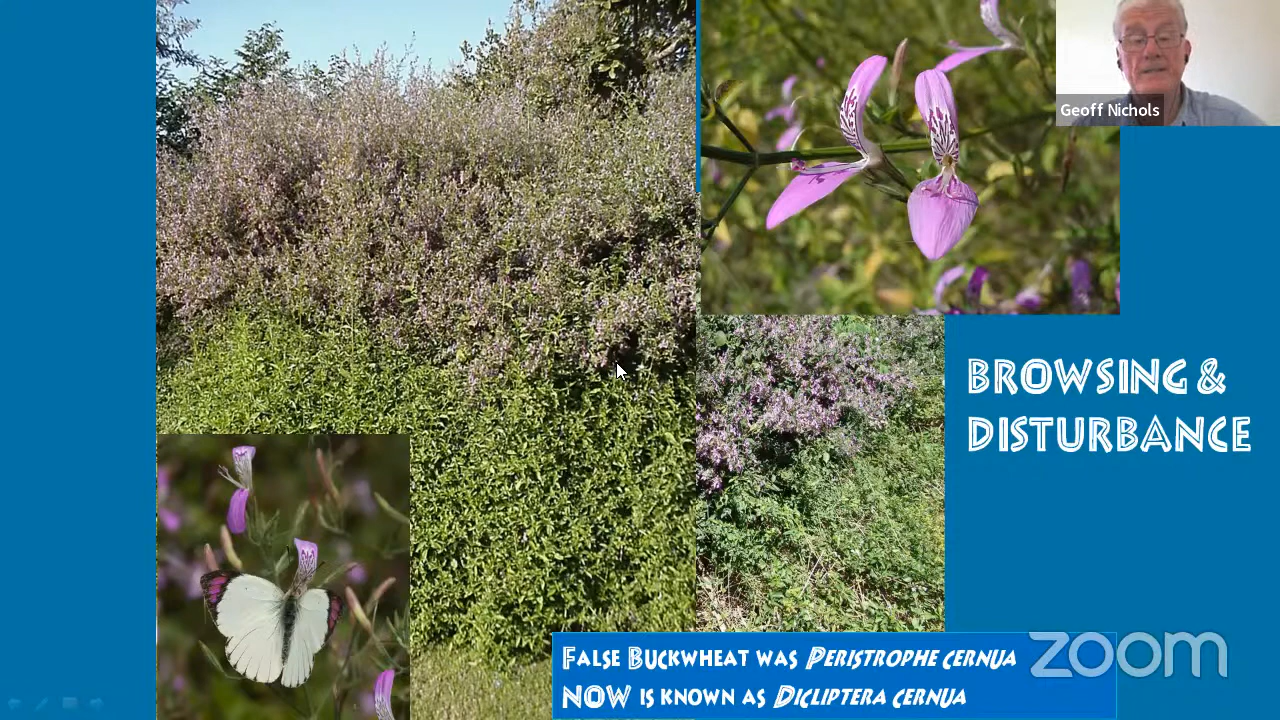 Geoff Nichols
BROWSING &
DISTURBANCE
FALSE BUCKWHEAT WAS PERISTROPHE CERNUA
NOW IS KNOWN AS DICLIPTERA CERNUA
zoom